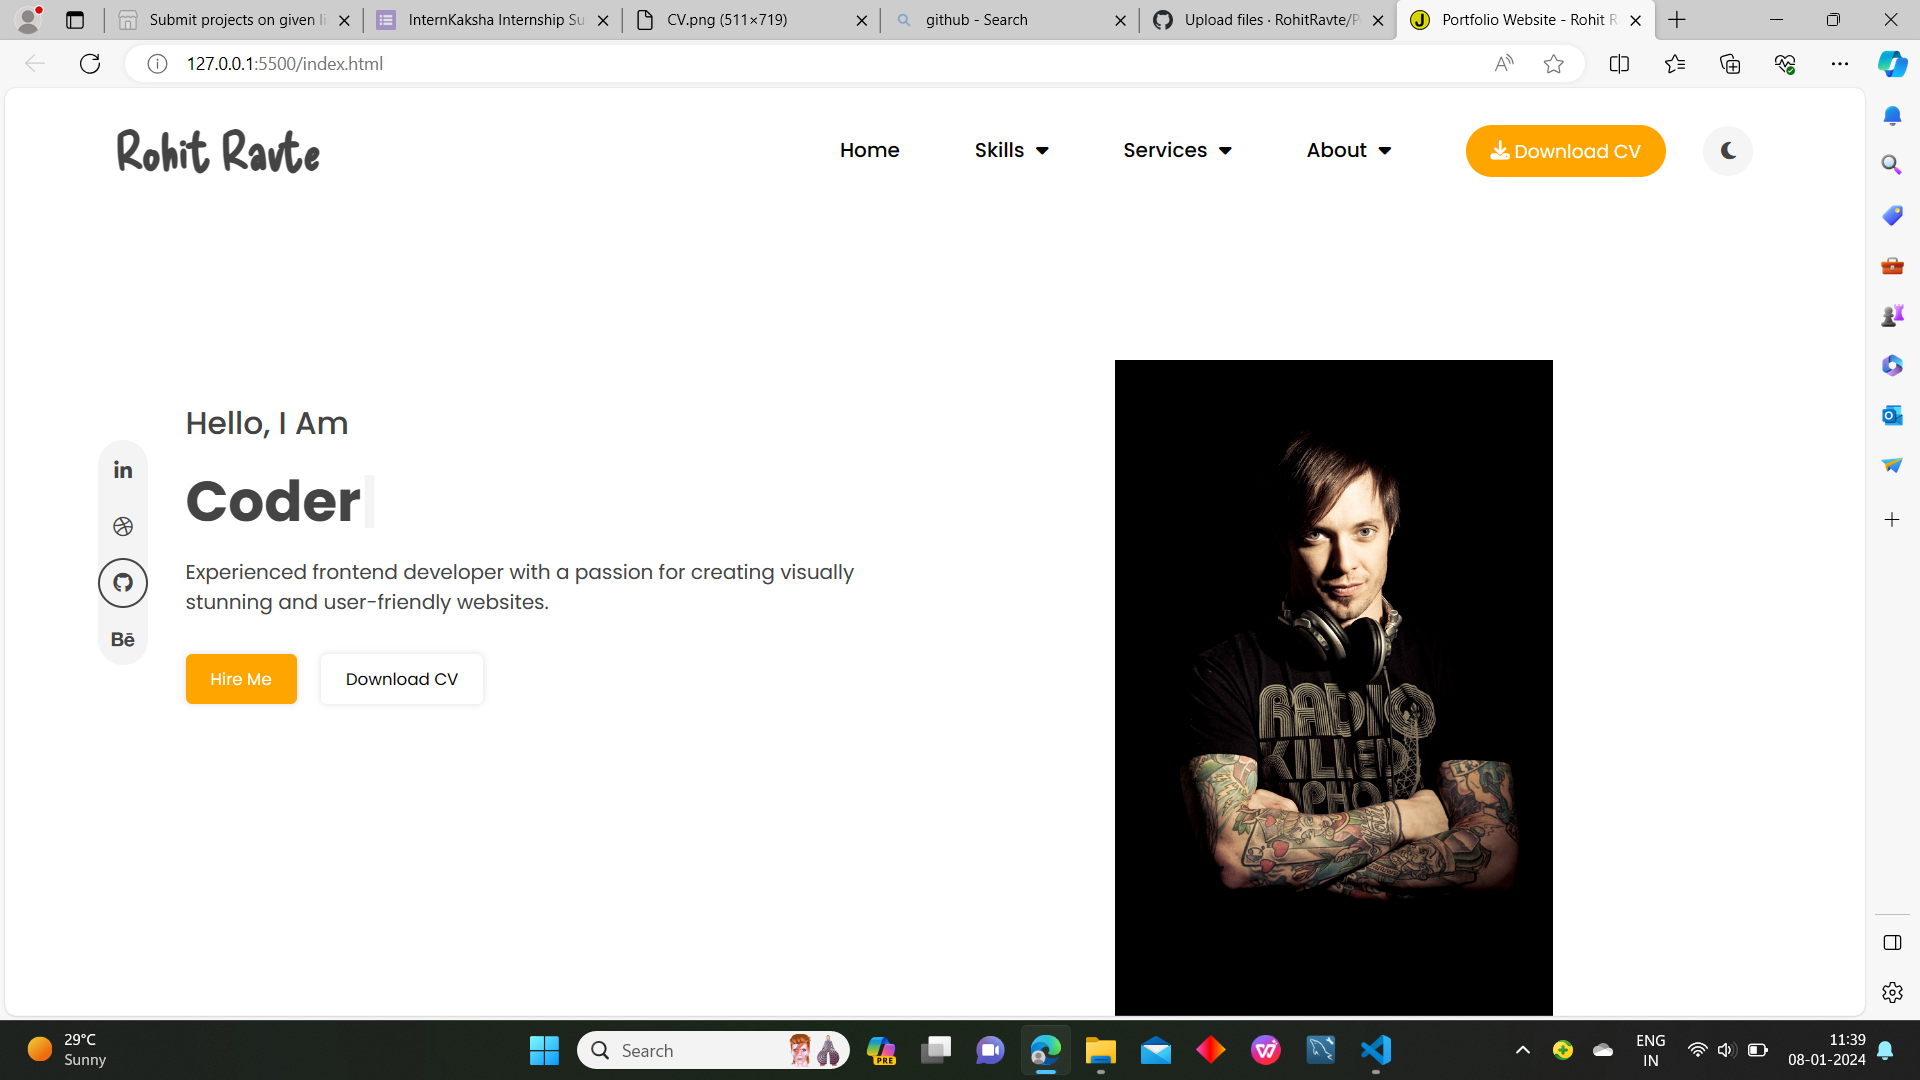 Submit projects on given li
InternKaksha Internship Su
CV.png (511×719)
github - Search
Upload files · RohitRavte/P
Portfolio Website - Rohit R
127.0.0.1:5500/index.html
Rohit Ravte
Home
Skills
Services
About
Download CV
Hello, I Am
Coder
Experienced frontend developer with a passion for creating visually
stunning and user-friendly websites.
in
Bē
Hire Me
Download CV
RADIO
KILLED
29°C
Sunny
Search
PRE
ENG
IN
11:39
08-01-2024